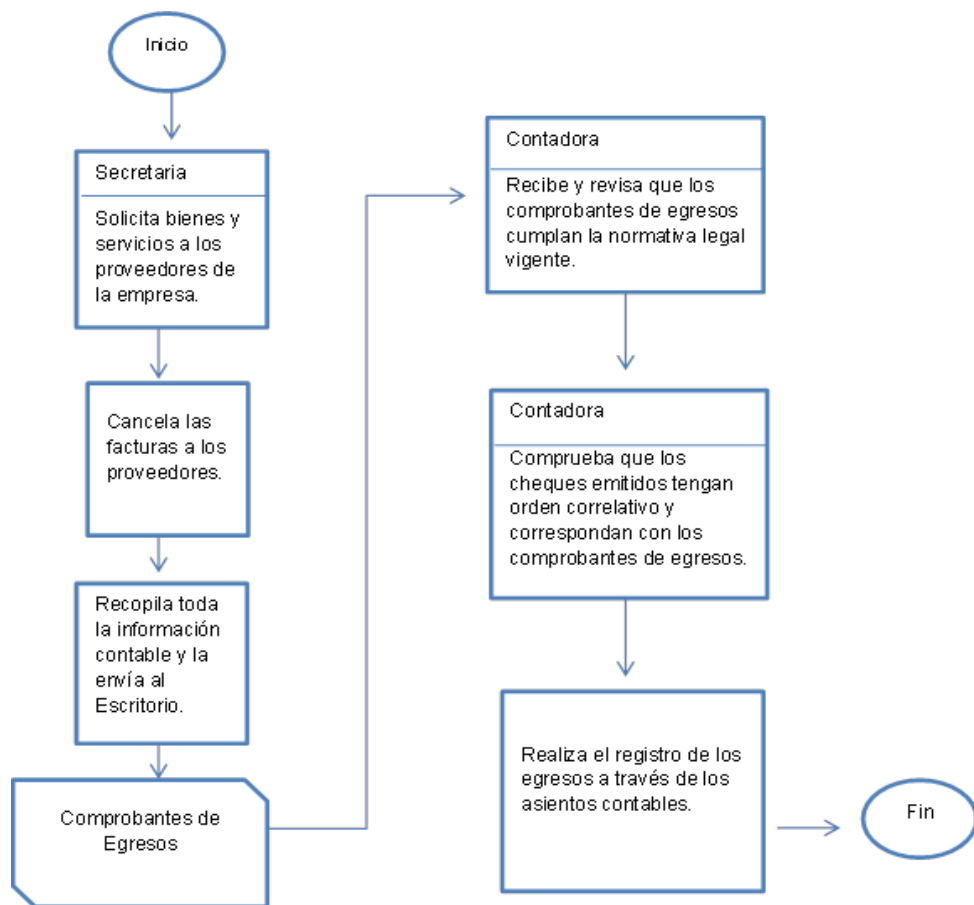 Inicio
Secretaria
Solicita bienes y
servicios a los
proveedores de
la empresa.
Cancela las
facturas a los
proveedores.
Recopila toda
la información
contable y la
envía al
Escritorio.
Comprobantes de
Egresos
Contadora
Recibe y revisa que los
comprobantes de egresos
cumplan la normativa legal
vigente.
Contadora
Comprueba que los
cheques emitidos tengan
orden correlativo y
correspondan con los
comprobantes de egresos.
Realiza el registro de los
egresos a través de los
asientos contables.
Fin